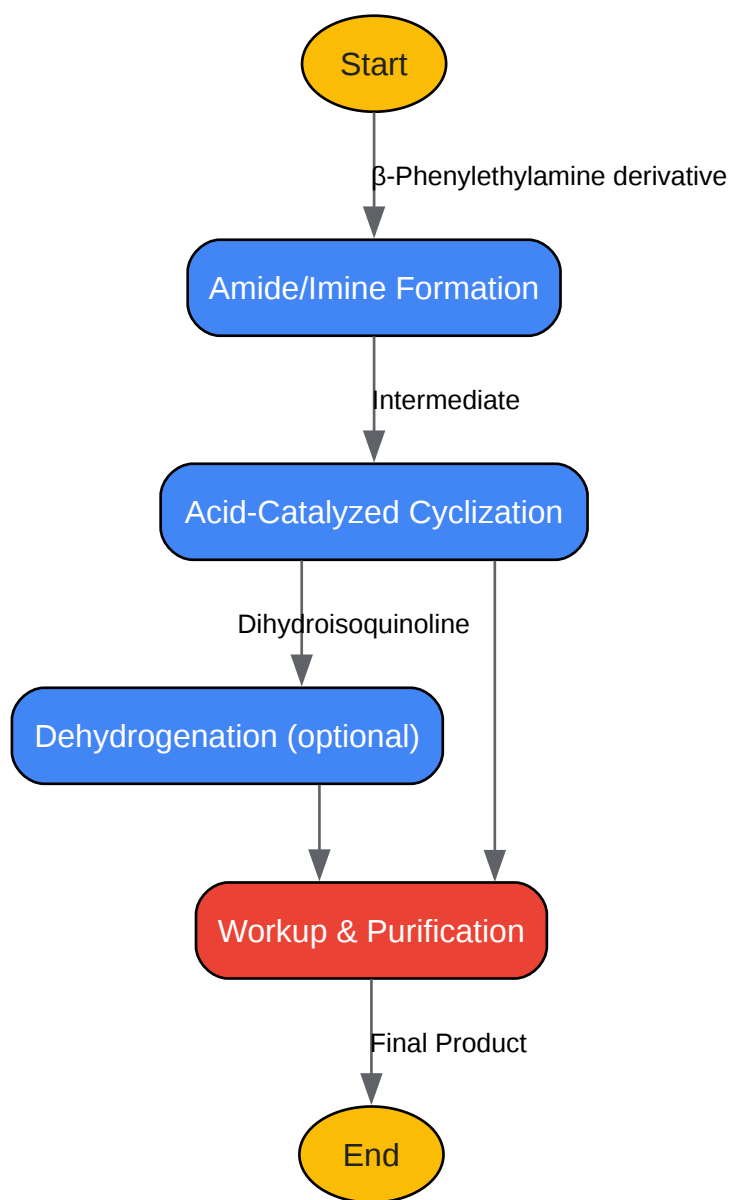 Start
β-Phenylethylamine derivative
Amide/Imine Formation
Intermediate
Acid-Catalyzed Cyclization
Dihydroisoquinoline
Dehydrogenation (optional)
Workup & Purification
Final Product
End